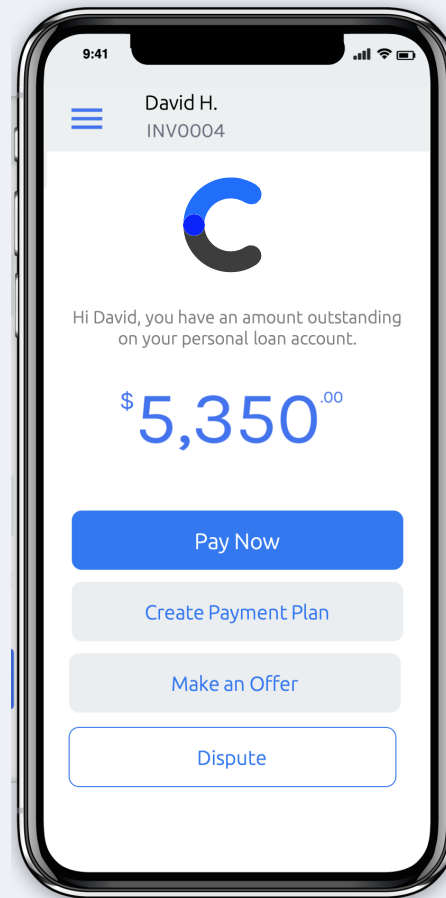 9:41
David H.
INV0004
Hi David, you have an amount outstanding
on your personal loan account.
$5,350.00
Pay Now
Create Payment Plan
Make an Offer
Dispute